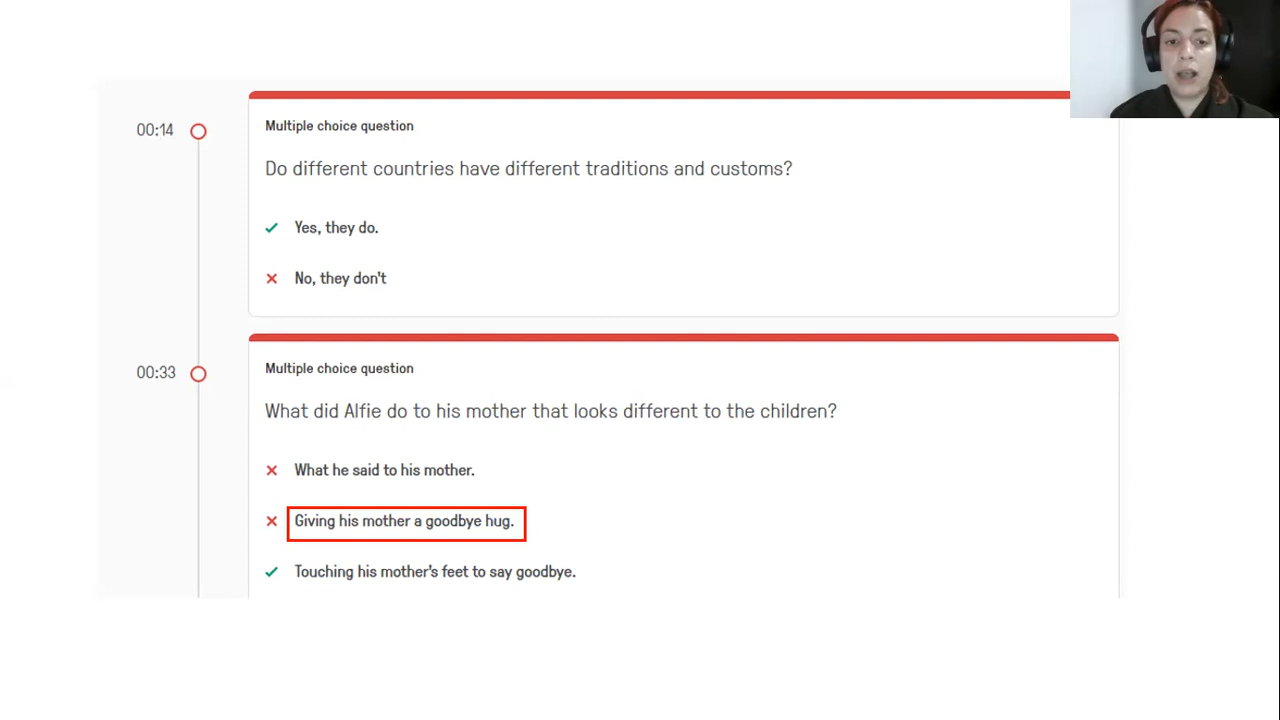 00:14
Multiple choice question
Do different countries have different traditions and customs?
Yes, they do.
No, they don't
00:33
Multiple choice question
What did Alfie do to his mother that looks different to the children?
What he said to his mother.
Giving his mother a goodbye hug.
Touching his mother's feet to say goodbye.